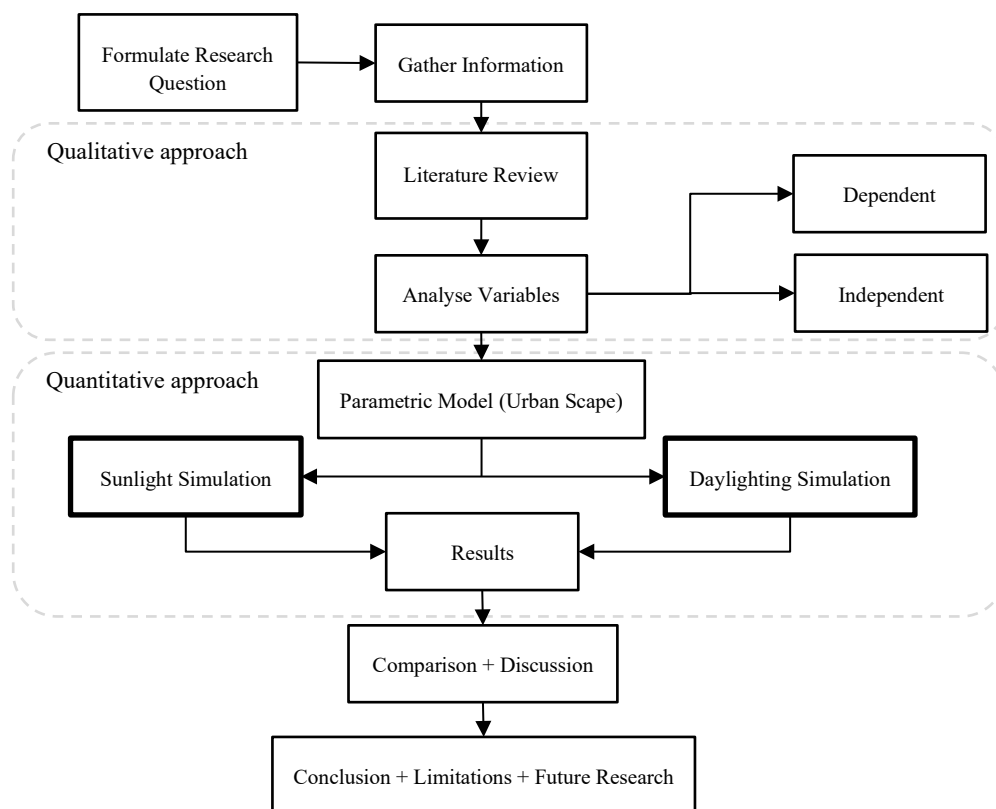 Formulate Research
Question
Gather Information
Qualitative approach
Literature Review
Dependent
Analyse Variables
Independent
Quantitative approach
Parametric Model (Urban Scape)
Sunlight Simulation
Daylighting Simulation
Results
Comparison + Discussion
Conclusion + Limitations + Future Research